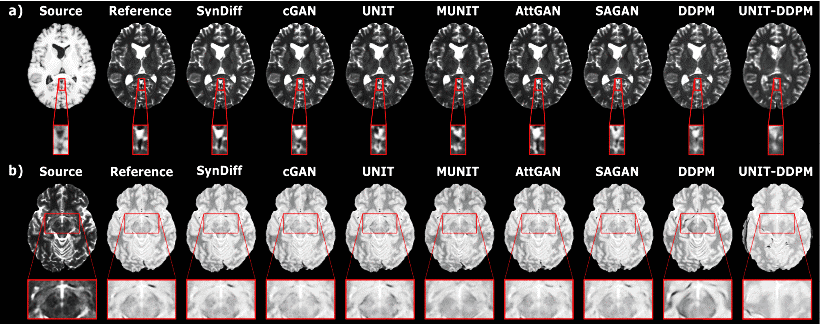 a) Source Reference SynDiff cGAN UNIT MUNIT AttGAN SAGAN DDPM UNIT-DDPM
b) Source Reference SynDiff cGAN UNIT MUNIT AttGAN SAGAN DDPM UNIT-DDPM